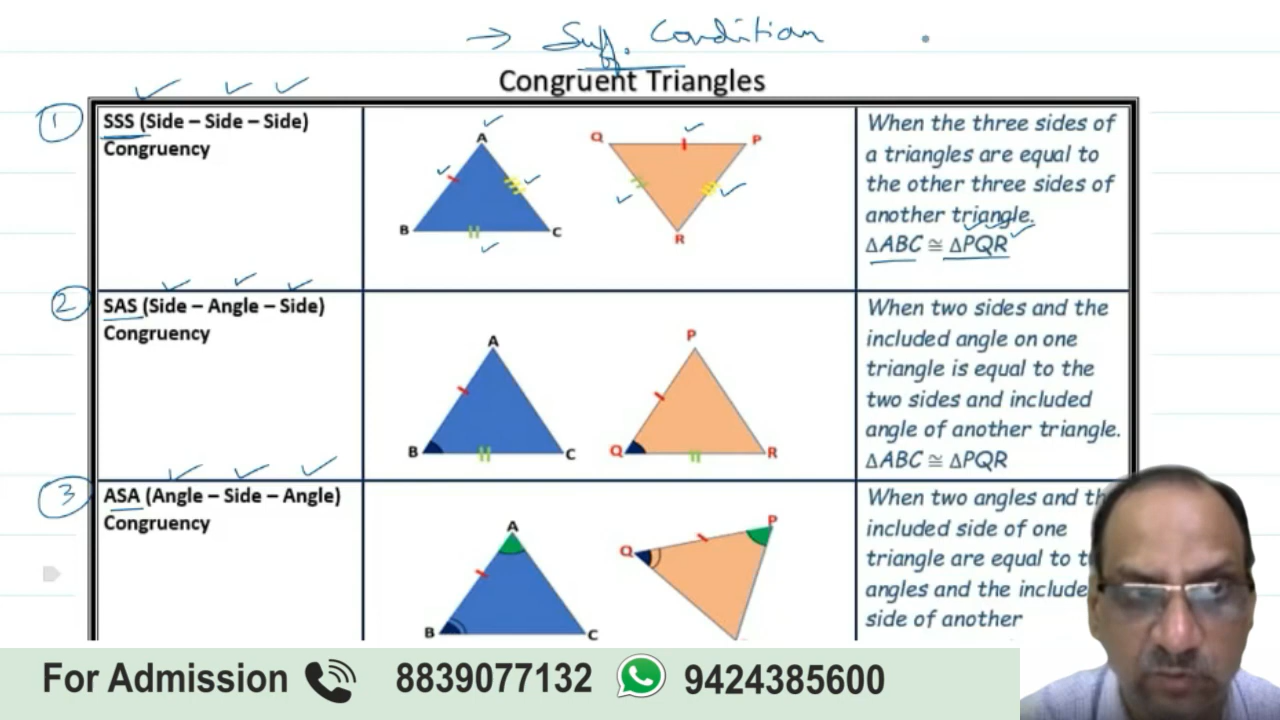 → Suff. Condition
Congruent Triangles
1
SSS (Side – Side – Side)
Congruency
A
B
C
Q
P
R
When the three sides of
a triangles are equal to
the other three sides of
another triangle.
ΔABC ≅ ΔPQR
2
SAS (Side – Angle – Side)
Congruency
A
B
C
P
Q
R
When two sides and the
included angle on one
triangle is equal to the
two sides and included
angle of another triangle.
ΔABC ≅ ΔPQR
3
ASA (Angle – Side – Angle)
Congruency
A
B
C
Q
P
When two angles and th
included side of one
triangle are equal to t
angles and the include
side of another
For Admission 8839077132 9424385600